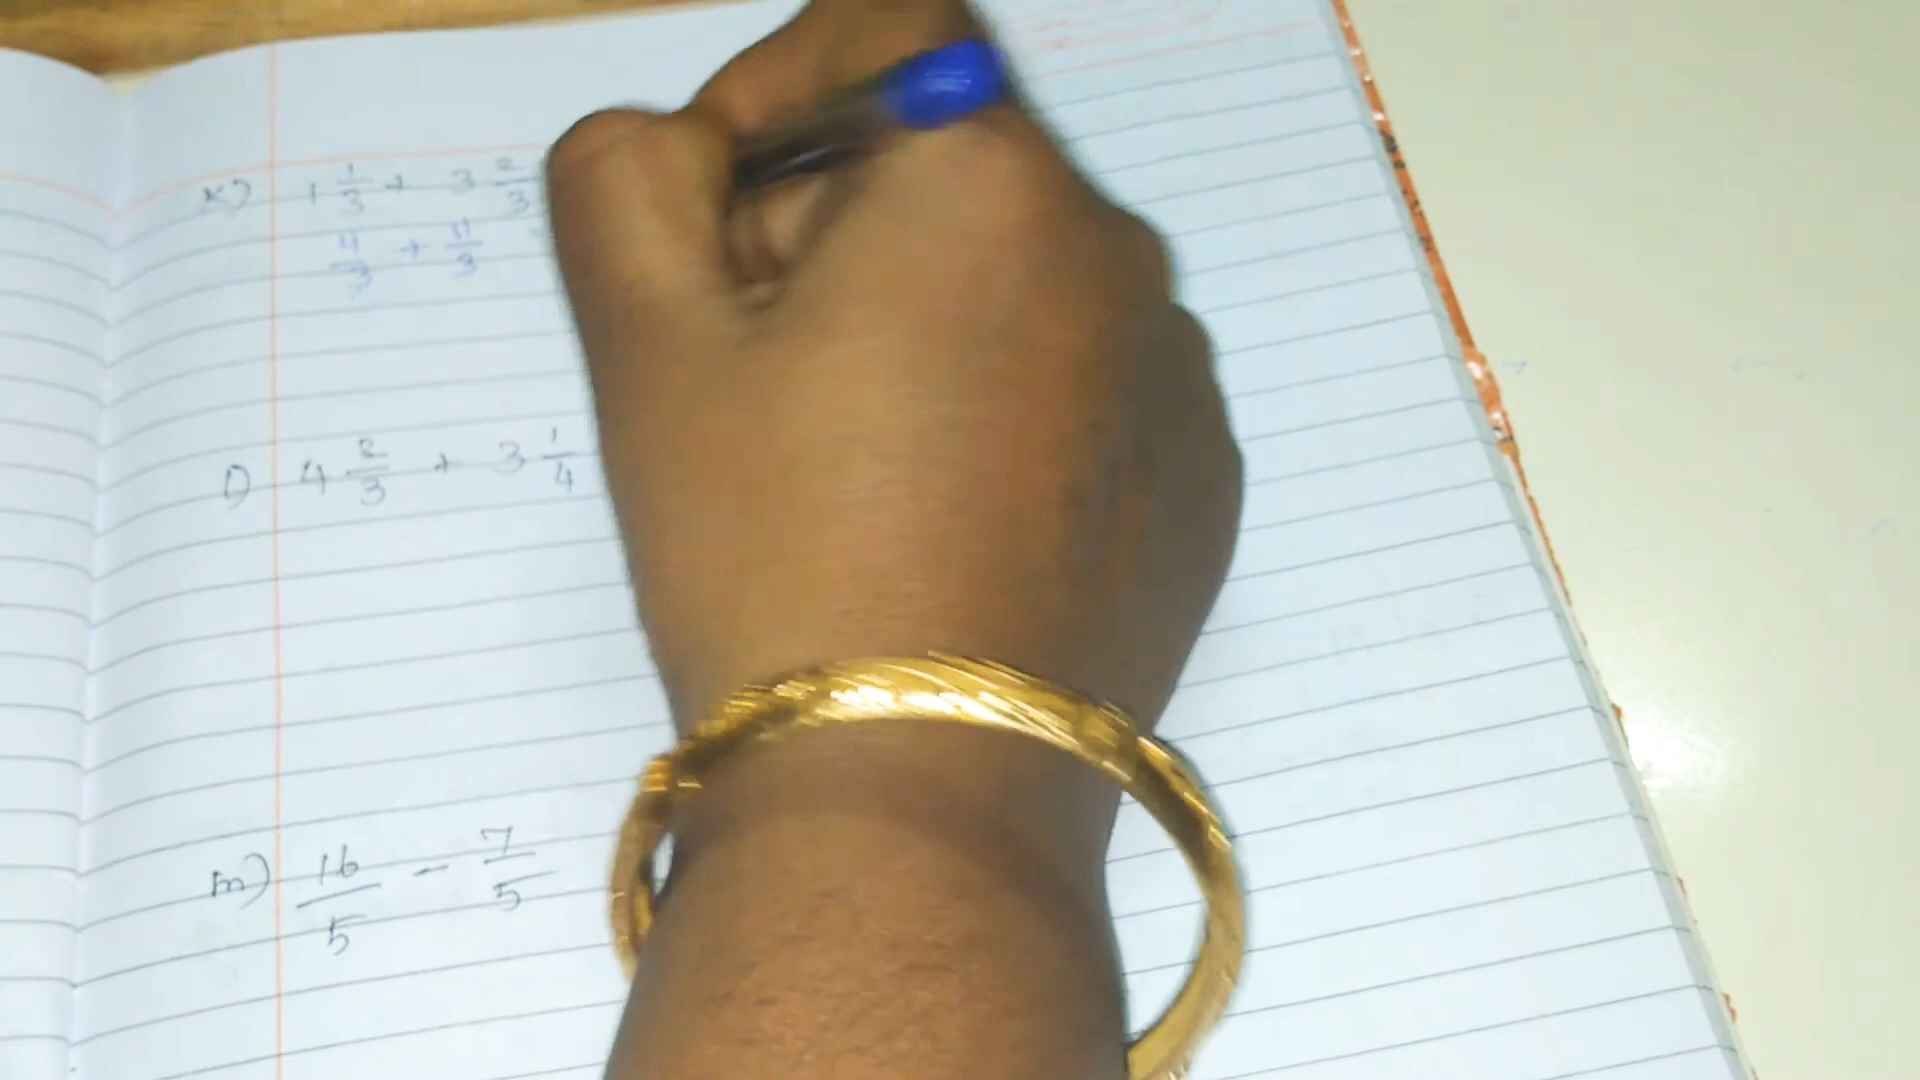 K) 1 1/3 + 3 2/3
4/3 + 11/3
l) 4 2/3 + 3 1/4
m) 16/5 - 7/5